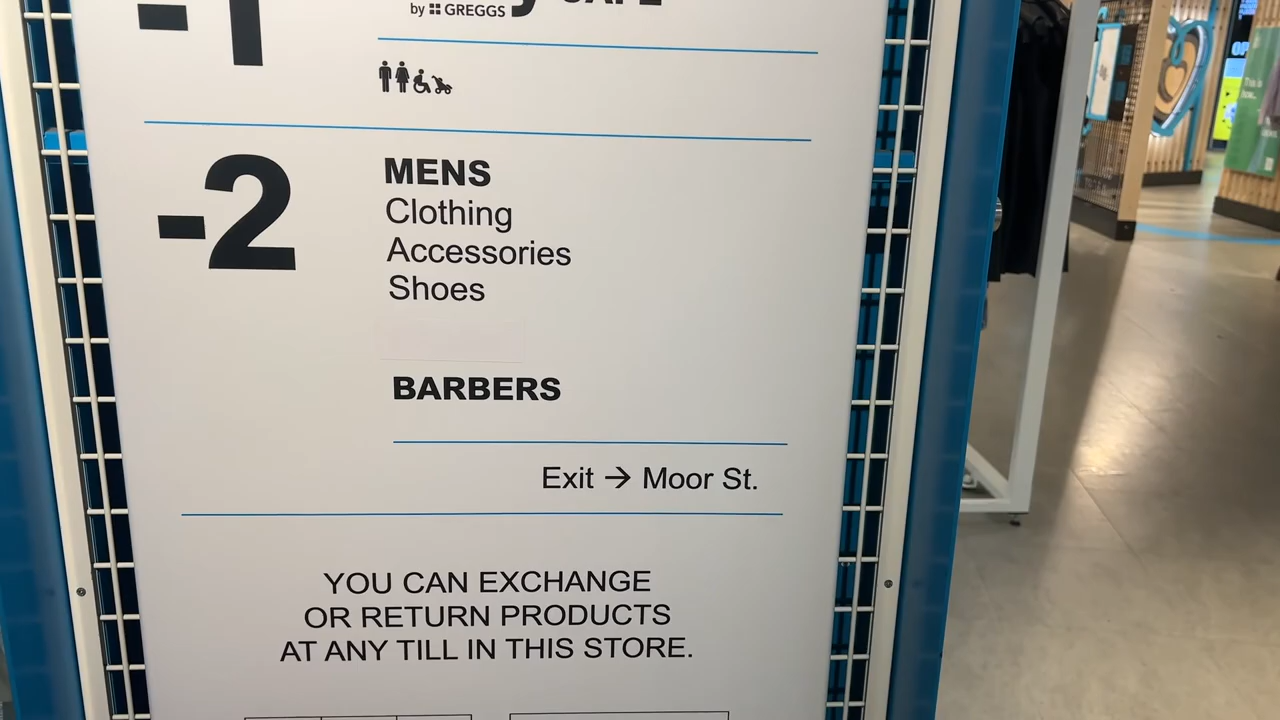 -1
by GREGGS
-2
MENS
Clothing
Accessories
Shoes
BARBERS
Exit → Moor St.
YOU CAN EXCHANGE
OR RETURN PRODUCTS
AT ANY TILL IN THIS STORE.